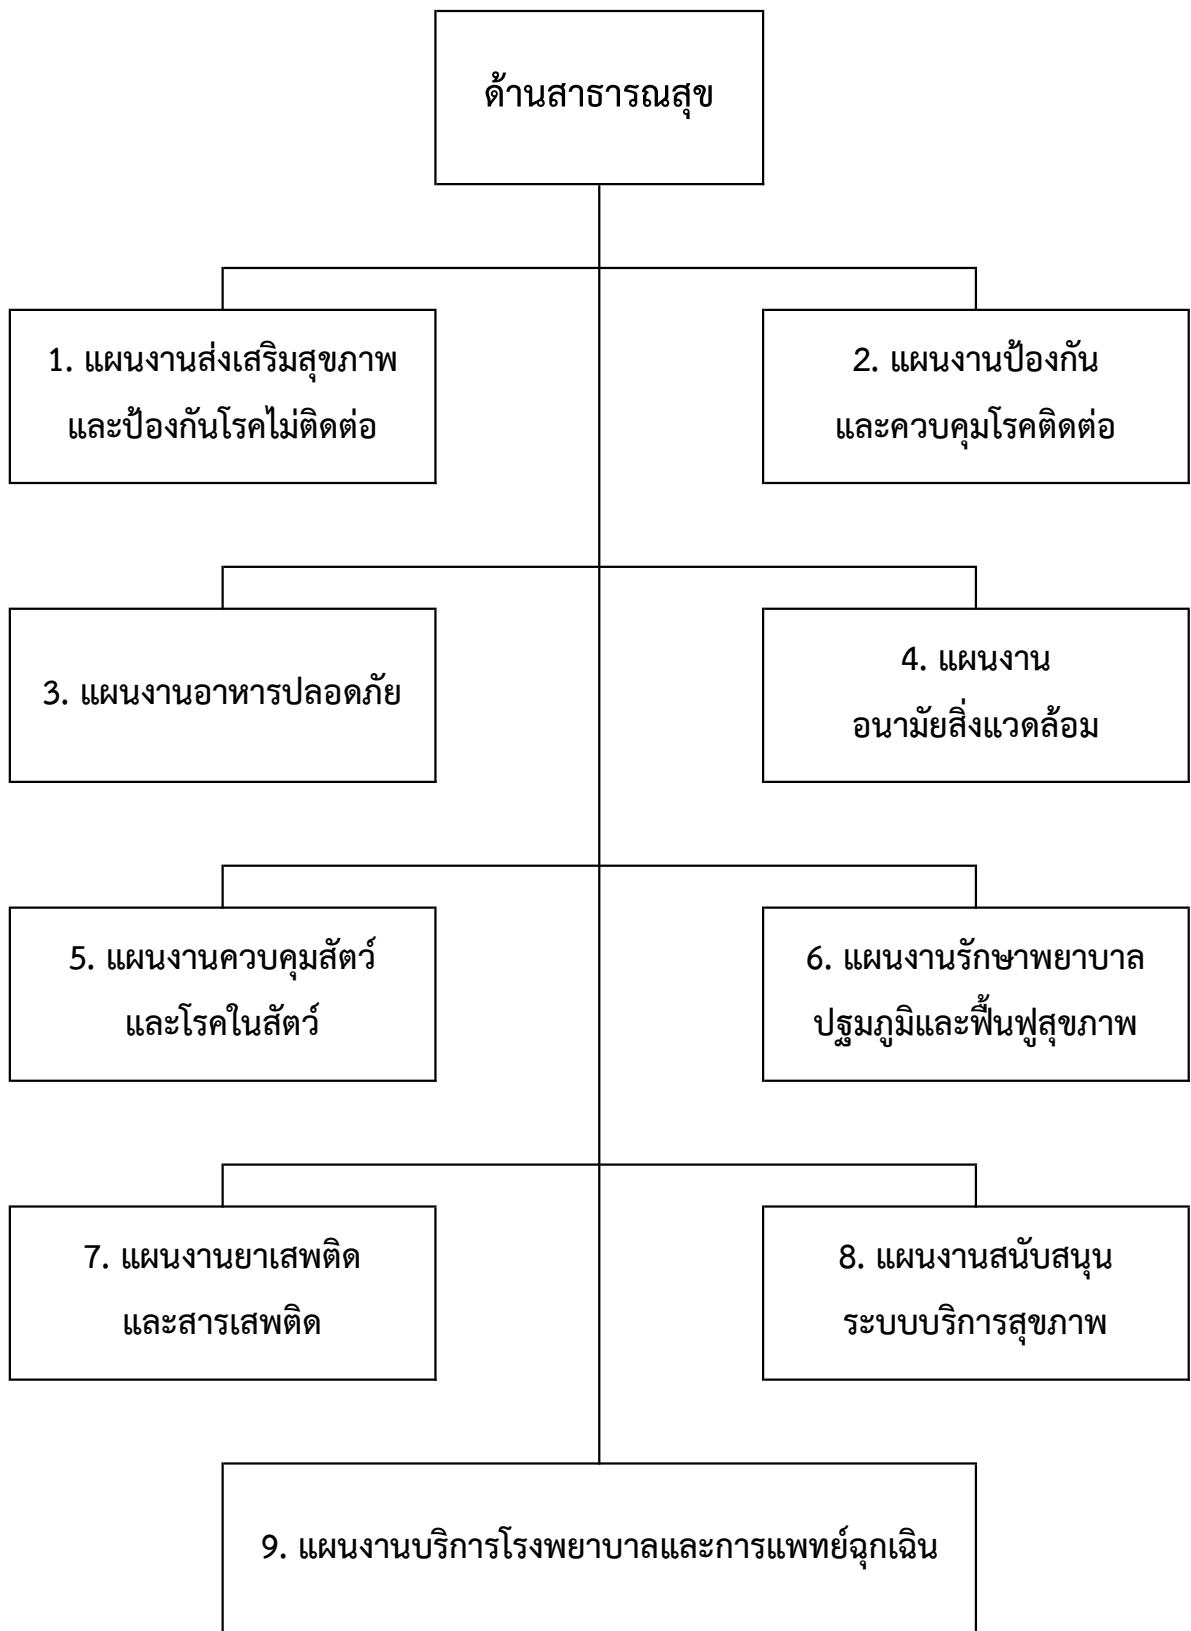 ด้านสาธารณสุข
1. แผนงานส่งเสริมสุขภาพ
และป้องกันโรคไม่ติดต่อ
2. แผนงานป้องกัน
และควบคุมโรคติดต่อ
3. แผนงานอาหารปลอดภัย
4. แผนงาน
อนามัยสิ่งแวดล้อม
5. แผนงานควบคุมสัตว์
และโรคในสัตว์
6. แผนงานรักษาพยาบาล
ปฐมภูมิและฟื้นฟูสุขภาพ
7. แผนงานยาเสพติด
และสารเสพติด
8. แผนงานสนับสนุน
ระบบบริการสุขภาพ
9. แผนงานบริการโรงพยาบาลและการแพทย์ฉุกเฉิน